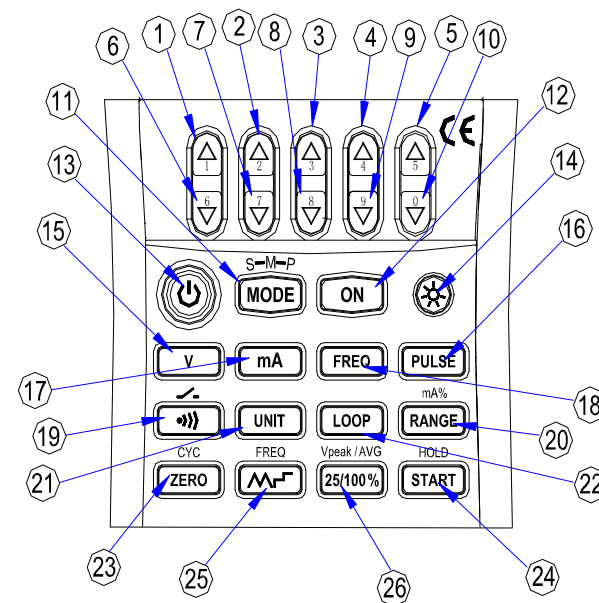 1 7 2 8 3 4 9 5 10
6
11 12
CE
1 2 3 4 5
6 7 8 9 0
13 14
S-M-P
MODE ON
15 16
V mA FREQ PULSE
17 18
mA%
UNIT LOOP RANGE
19 20
21 22
CYC FREQ Vpeak / AVG HOLD
ZERO 25/100% START
23 25 26 24